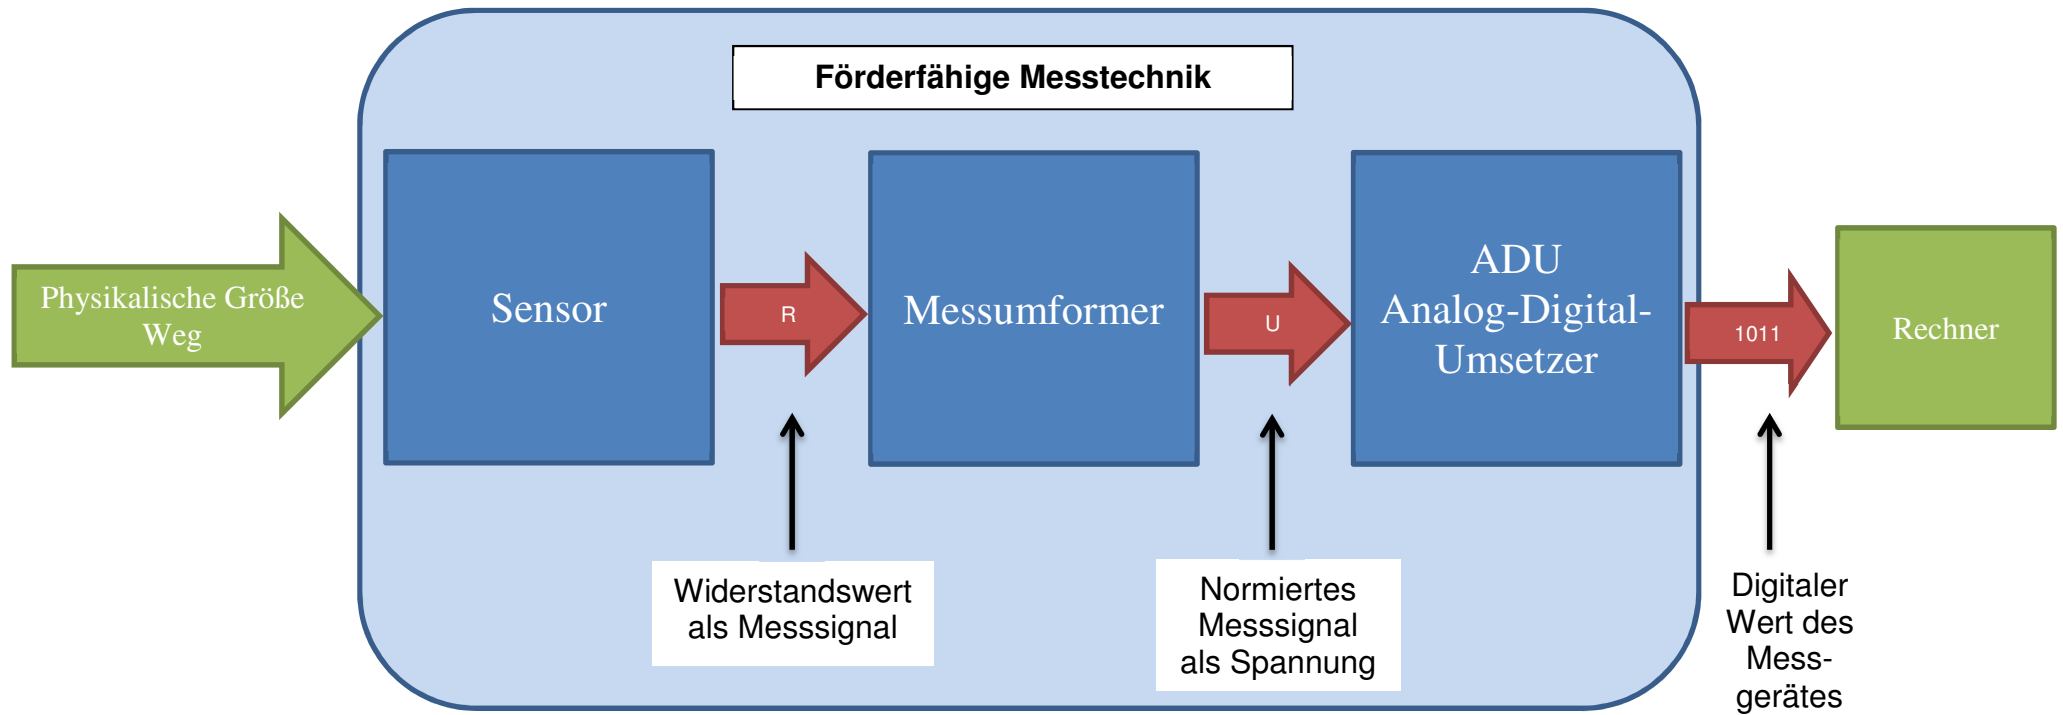 Förderfähige Messtechnik
Physikalische Größe
Weg
Sensor
R
Messumformer
U
ADU
Analog-Digital-
Umsetzer
1011
Rechner
Widerstandswert
als Messsignal
Normiertes
Messsignal
als Spannung
Digitaler
Wert des
Mess-
gerätes